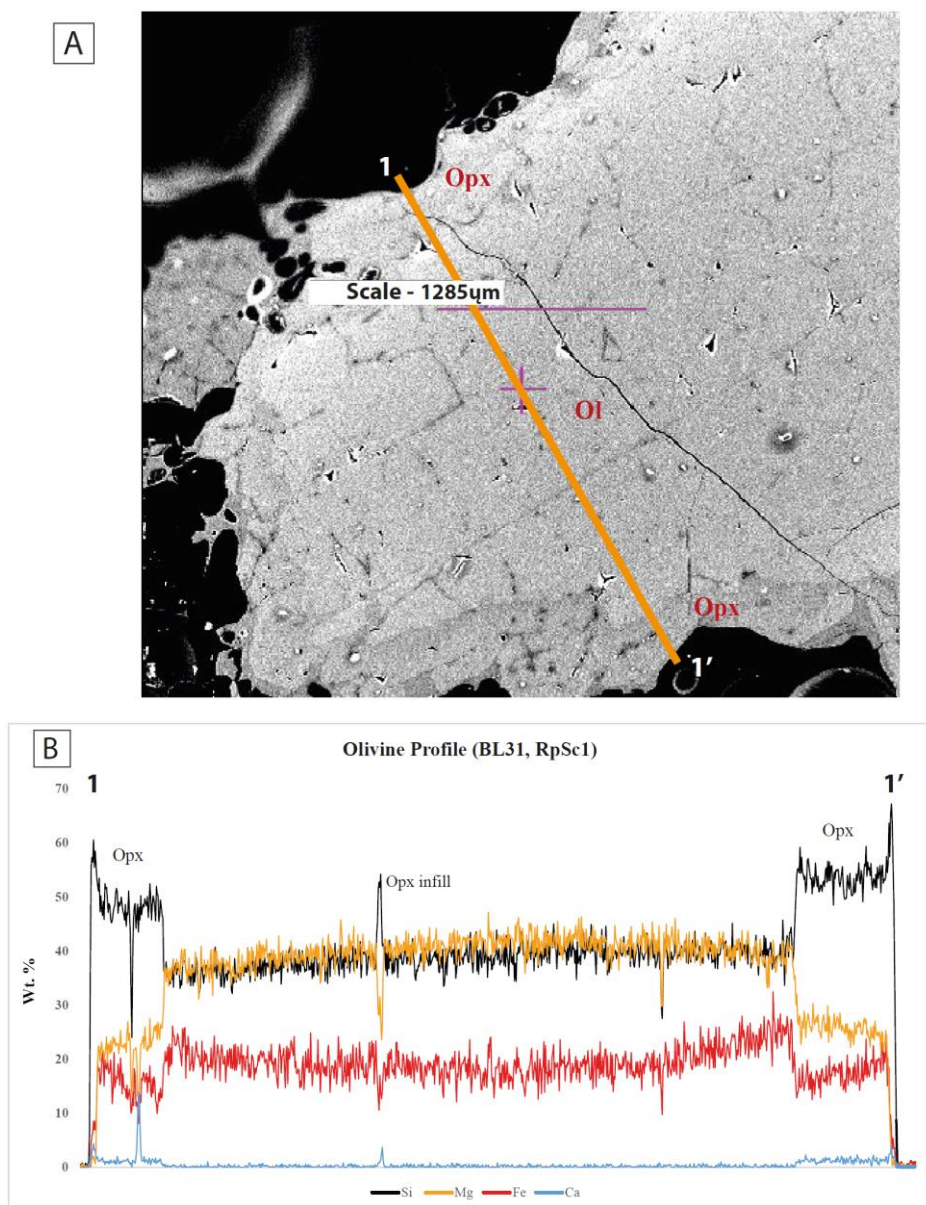 A
1
Opx
Scale - 1285ųm
Ol
Opx
1’
B
Olivine Profile (BL31, RpSc1)
1
1’
70
60
50
40
30
20
10
0
Wt. %
Opx
Opx infill
Opx
Si Mg Fe Ca